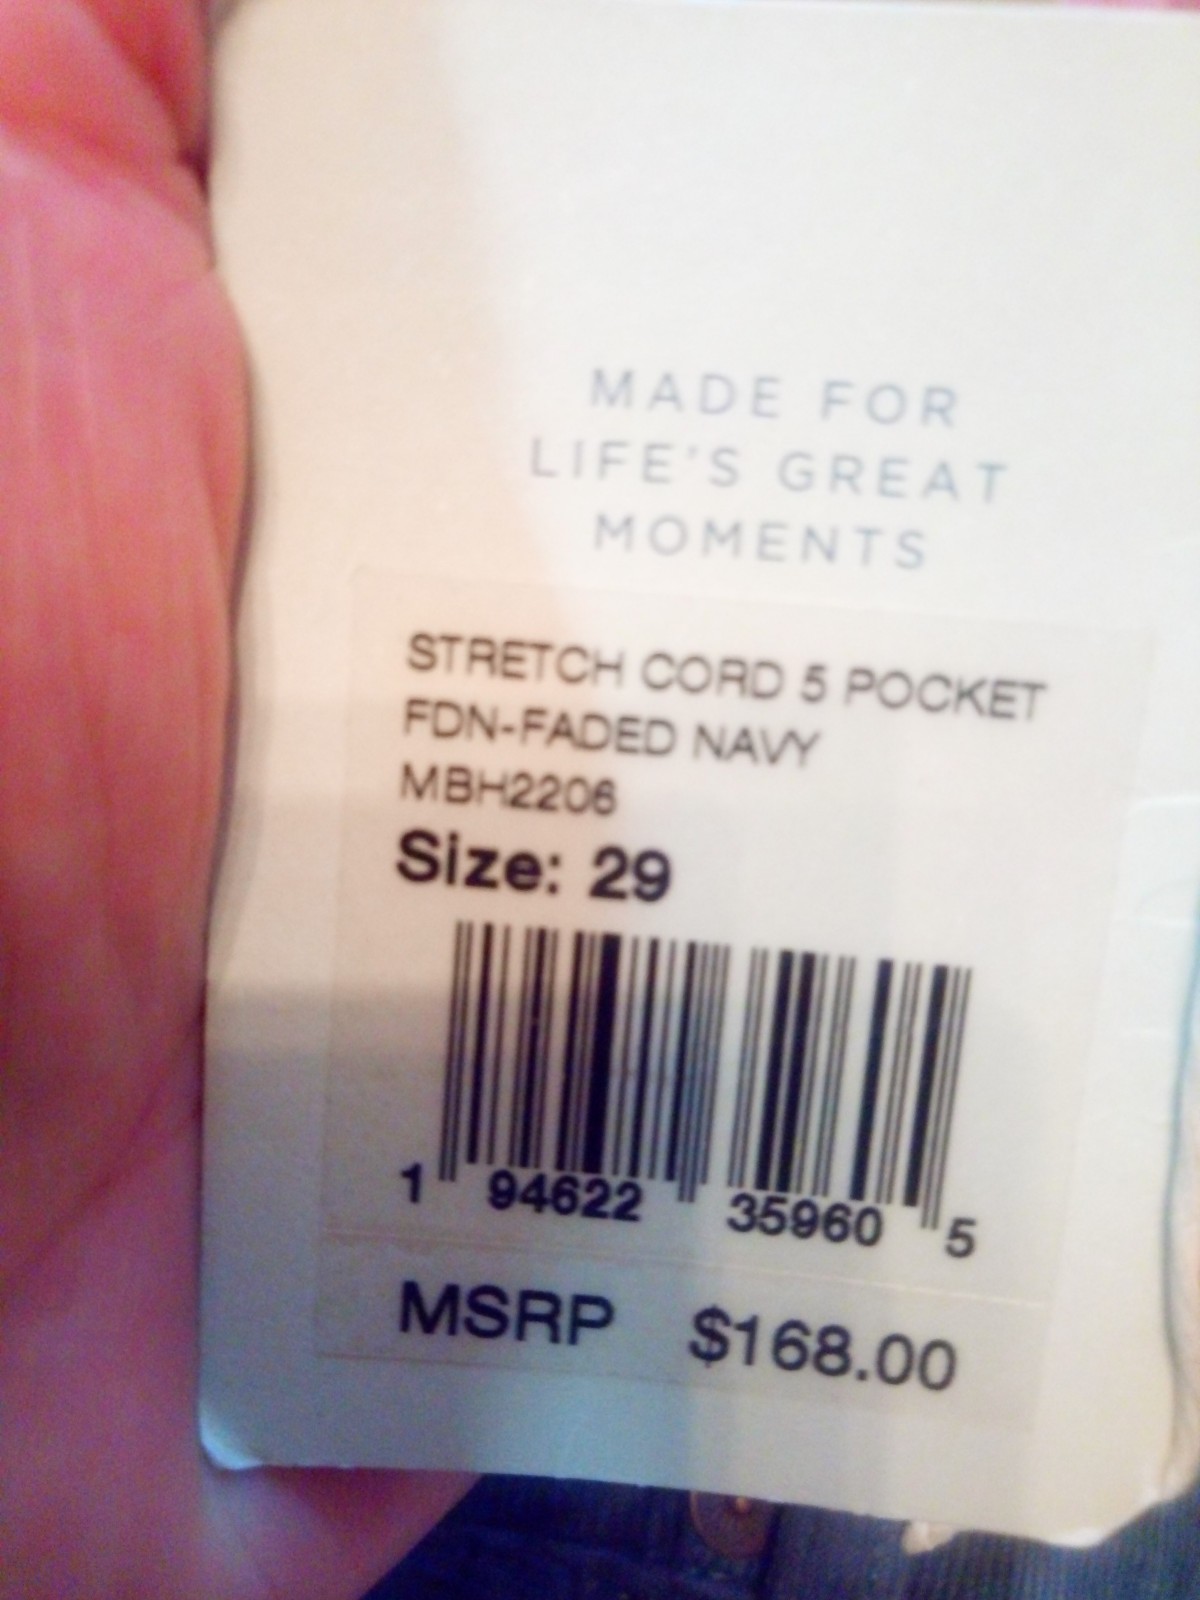 MADE FOR
LIFE'S GREAT
MOMENTS
STRETCH CORD 5 POCKET
FDN-FADED NAVY
MBH2206
Size: 29
1 94622 35960 5
MSRP $168.00